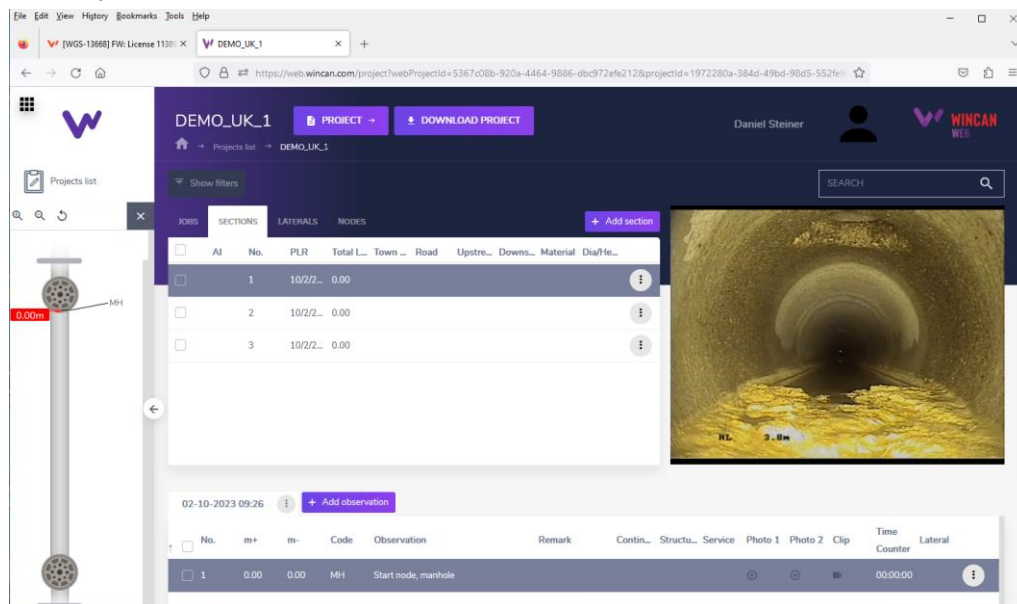 File Edit View History Bookmarks Tools Help
[WGS-13668] FW: License 1138 × DEMO_UK_1 × +
https://web.wincan.com/project?webProjectId=5367c08b-920a-4464-9886-dbc972efe212&projectId=1972280a-384d-49bd-98d5-552fe9
DEMO_UK_1 PROJECT → DOWNLOAD PROJECT Daniel Steiner WINCAN WEB
→ Projects list → DEMO_UK_1
Projects list Show filters SEARCH
JOBS SECTIONS LATERALS NODES + Add section
AI No. PLR Total L... Town ... Road Upstre... Downs... Material Dia/He...
1 10/2/2... 0.00
2 10/2/2... 0.00
3 10/2/2... 0.00
MH
0.00m
HL 3.8m
02-10-2023 09:26 + Add observation
No. m+ m- Code Observation Remark Contin... Structu... Service Photo 1 Photo 2 Clip Time Counter Lateral
1 0.00 0.00 MH Start node, manhole 00:00:00